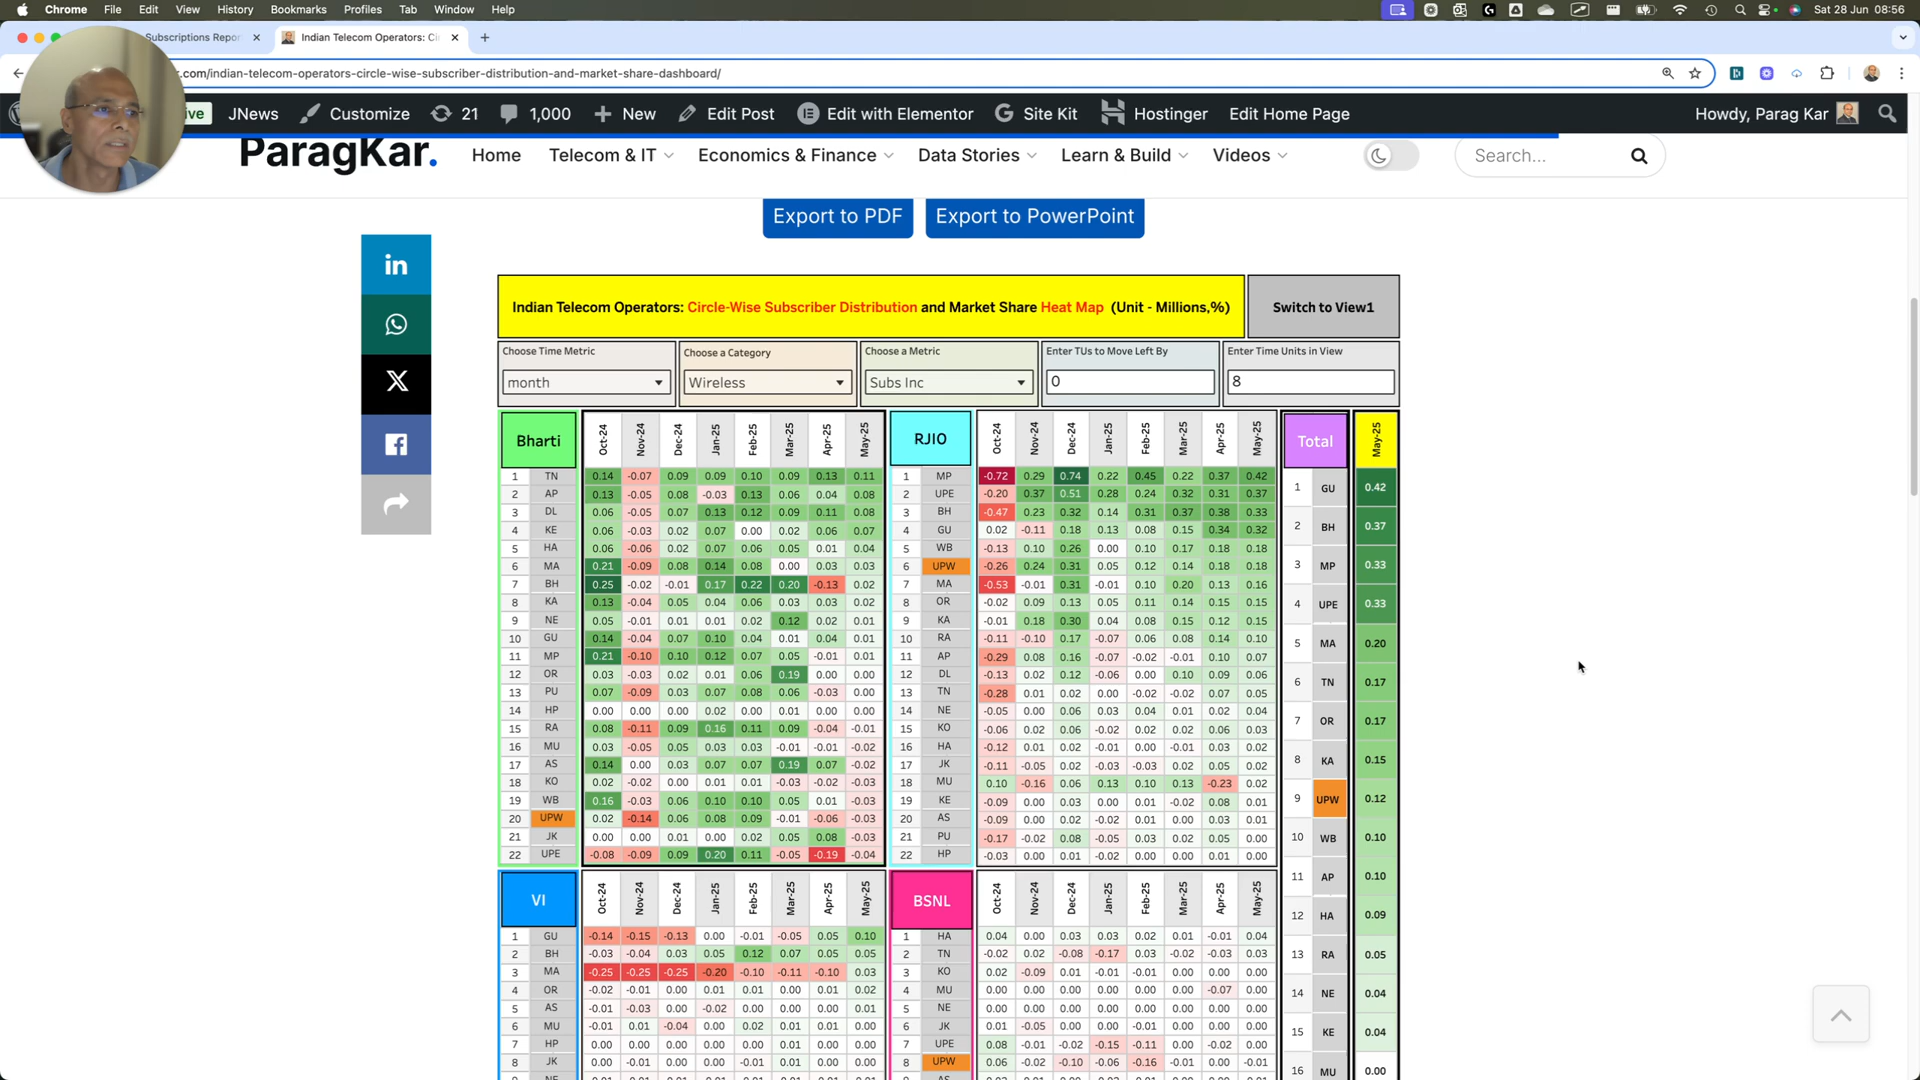 Chrome File Edit View History Bookmarks Profiles Tab Window Help Sat 28 Jun 08:56
Subscriptions Repor Indian Telecom Operators: Cir
.com/indian-telecom-operators-circle-wise-subscriber-distribution-and-market-share-dashboard/
ive JNews Customize 21 1,000 New Edit Post Edit with Elementor Site Kit Hostinger Edit Home Page Howdy, Parag Kar
ParagKar. Home Telecom & IT Economics & Finance Data Stories Learn & Build Videos Search...
Export to PDF Export to PowerPoint
Indian Telecom Operators: Circle-Wise Subscriber Distribution and Market Share Heat Map (Unit - Millions,%) Switch to View1
Choose Time Metric Choose a Category Choose a Metric Enter TUs to Move Left By Enter Time Units in View
month Wireless Subs Inc 0 8
Bharti Oct-24 Nov-24 Dec-24 Jan-25 Feb-25 Mar-25 Apr-25 May-25
1 TN 0.14 -0.07 0.09 0.09 0.10 0.09 0.13 0.11
2 AP 0.13 -0.05 0.08 -0.03 0.13 0.06 0.04 0.08
3 DL 0.06 -0.05 0.07 0.13 0.12 0.09 0.11 0.08
4 KE 0.06 -0.03 0.02 0.07 0.00 0.02 0.06 0.07
5 HA 0.06 -0.06 0.02 0.07 0.06 0.05 0.01 0.04
6 MA 0.21 -0.09 0.08 0.14 0.08 0.00 0.03 0.03
7 BH 0.25 -0.02 -0.01 0.17 0.22 0.20 -0.13 0.02
8 KA 0.13 -0.04 0.05 0.04 0.06 0.03 0.03 0.02
9 NE 0.05 -0.01 0.01 0.01 0.02 0.12 0.02 0.01
10 GU 0.14 -0.04 0.07 0.10 0.04 0.01 0.04 0.01
11 MP 0.21 -0.10 0.10 0.12 0.07 0.05 -0.01 0.01
12 OR 0.03 -0.03 0.02 0.01 0.06 0.19 0.00 0.00
13 PU 0.07 -0.09 0.03 0.07 0.08 0.06 -0.03 0.00
14 HP 0.00 0.00 0.00 0.02 0.00 0.01 0.00 0.00
15 RA 0.08 -0.11 0.09 0.16 0.11 0.09 -0.04 -0.01
16 MU 0.03 -0.05 0.05 0.03 0.03 -0.01 -0.01 -0.02
17 AS 0.14 0.00 0.03 0.07 0.07 0.19 0.07 -0.02
18 KO 0.02 -0.02 0.00 0.01 0.01 -0.03 -0.02 -0.03
19 WB 0.16 -0.03 0.06 0.10 0.10 0.05 0.01 -0.03
20 UPW 0.02 -0.14 0.06 0.08 0.09 -0.01 -0.06 -0.03
21 JK 0.00 0.00 0.01 0.00 0.02 0.05 0.08 -0.03
22 UPE -0.08 -0.09 0.09 0.20 0.11 -0.05 -0.19 -0.04
RJIO Oct-24 Nov-24 Dec-24 Jan-25 Feb-25 Mar-25 Apr-25 May-25
1 MP -0.72 0.29 0.74 0.22 0.45 0.22 0.37 0.42
2 UPE -0.20 0.37 0.51 0.28 0.24 0.32 0.31 0.37
3 BH -0.47 0.23 0.32 0.14 0.31 0.37 0.38 0.33
4 GU 0.02 -0.11 0.18 0.13 0.08 0.15 0.34 0.32
5 WB -0.13 0.10 0.26 0.00 0.10 0.17 0.18 0.18
6 UPW -0.26 0.24 0.31 0.05 0.12 0.14 0.18 0.18
7 MA -0.53 -0.01 0.31 -0.01 0.10 0.20 0.13 0.16
8 OR -0.02 0.09 0.13 0.05 0.11 0.14 0.15 0.15
9 KA -0.01 0.18 0.30 0.04 0.08 0.15 0.12 0.15
10 RA -0.11 -0.10 0.17 -0.07 0.06 0.08 0.14 0.10
11 AP -0.29 0.08 0.16 -0.07 -0.02 -0.01 0.10 0.07
12 DL -0.13 0.02 0.12 -0.06 0.00 0.10 0.09 0.06
13 TN -0.28 0.01 0.02 0.00 -0.02 -0.02 0.07 0.05
14 NE -0.05 0.00 0.06 0.03 0.04 0.01 0.02 0.04
15 KO -0.06 0.02 0.06 -0.02 0.02 0.02 0.06 0.03
16 HA -0.12 0.01 0.02 -0.01 0.00 -0.01 0.03 0.02
17 JK -0.11 -0.05 0.02 -0.03 -0.03 0.02 0.05 0.02
18 MU 0.10 -0.16 0.06 0.13 0.10 0.13 -0.23 0.02
19 KE -0.09 0.00 0.03 0.00 0.01 -0.02 0.08 0.01
20 AS -0.09 0.00 0.00 -0.01 0.00 0.00 0.03 0.01
21 PU -0.17 -0.02 0.08 -0.05 0.03 0.02 0.05 0.00
22 HP -0.03 0.00 0.01 -0.02 0.00 0.00 0.01 0.00
Total May-25
1 GU 0.42
2 BH 0.37
3 MP 0.33
4 UPE 0.33
5 MA 0.20
6 TN 0.17
7 OR 0.17
8 KA 0.15
9 UPW 0.12
10 WB 0.10
11 AP 0.10
12 HA 0.09
13 RA 0.05
14 NE 0.04
15 KE 0.04
16 MU 0.00
VI Oct-24 Nov-24 Dec-24 Jan-25 Feb-25 Mar-25 Apr-25 May-25
1 GU -0.14 -0.15 -0.13 0.00 -0.01 -0.05 0.05 0.10
2 BH -0.03 -0.04 0.03 0.05 0.12 0.07 0.05 0.05
3 MA -0.25 -0.25 -0.25 -0.20 -0.10 -0.11 -0.10 0.03
4 OR -0.02 -0.01 0.00 0.01 0.01 0.00 0.01 0.02
5 AS -0.01 -0.03 0.00 -0.02 0.00 0.00 0.00 0.01
6 MU -0.01 0.01 -0.04 0.00 0.02 0.01 0.01 0.00
7 HP 0.00 0.00 0.00 0.00 0.00 0.01 0.00 0.00
8 JK 0.00 -0.01 0.00 0.00 -0.01 0.01 0.00 0.00
BSNL Oct-24 Nov-24 Dec-24 Jan-25 Feb-25 Mar-25 Apr-25 May-25
1 HA 0.04 0.00 0.03 0.03 0.02 0.01 -0.01 0.04
2 TN -0.02 0.02 -0.08 -0.17 0.03 -0.02 -0.03 0.03
3 KO 0.02 -0.09 0.01 -0.01 -0.01 0.00 0.00 0.00
4 MU 0.00 0.00 0.00 0.00 0.00 0.00 -0.07 0.00
5 NE 0.00 0.00 0.00 0.00 0.00 0.00 0.00 0.00
6 JK 0.01 -0.05 0.00 0.00 -0.01 0.00 0.00 0.00
7 UPE 0.08 -0.01 -0.02 -0.15 -0.11 0.00 -0.02 0.00
8 UPW 0.06 -0.02 -0.10 -0.06 -0.16 -0.01 0.00 -0.01